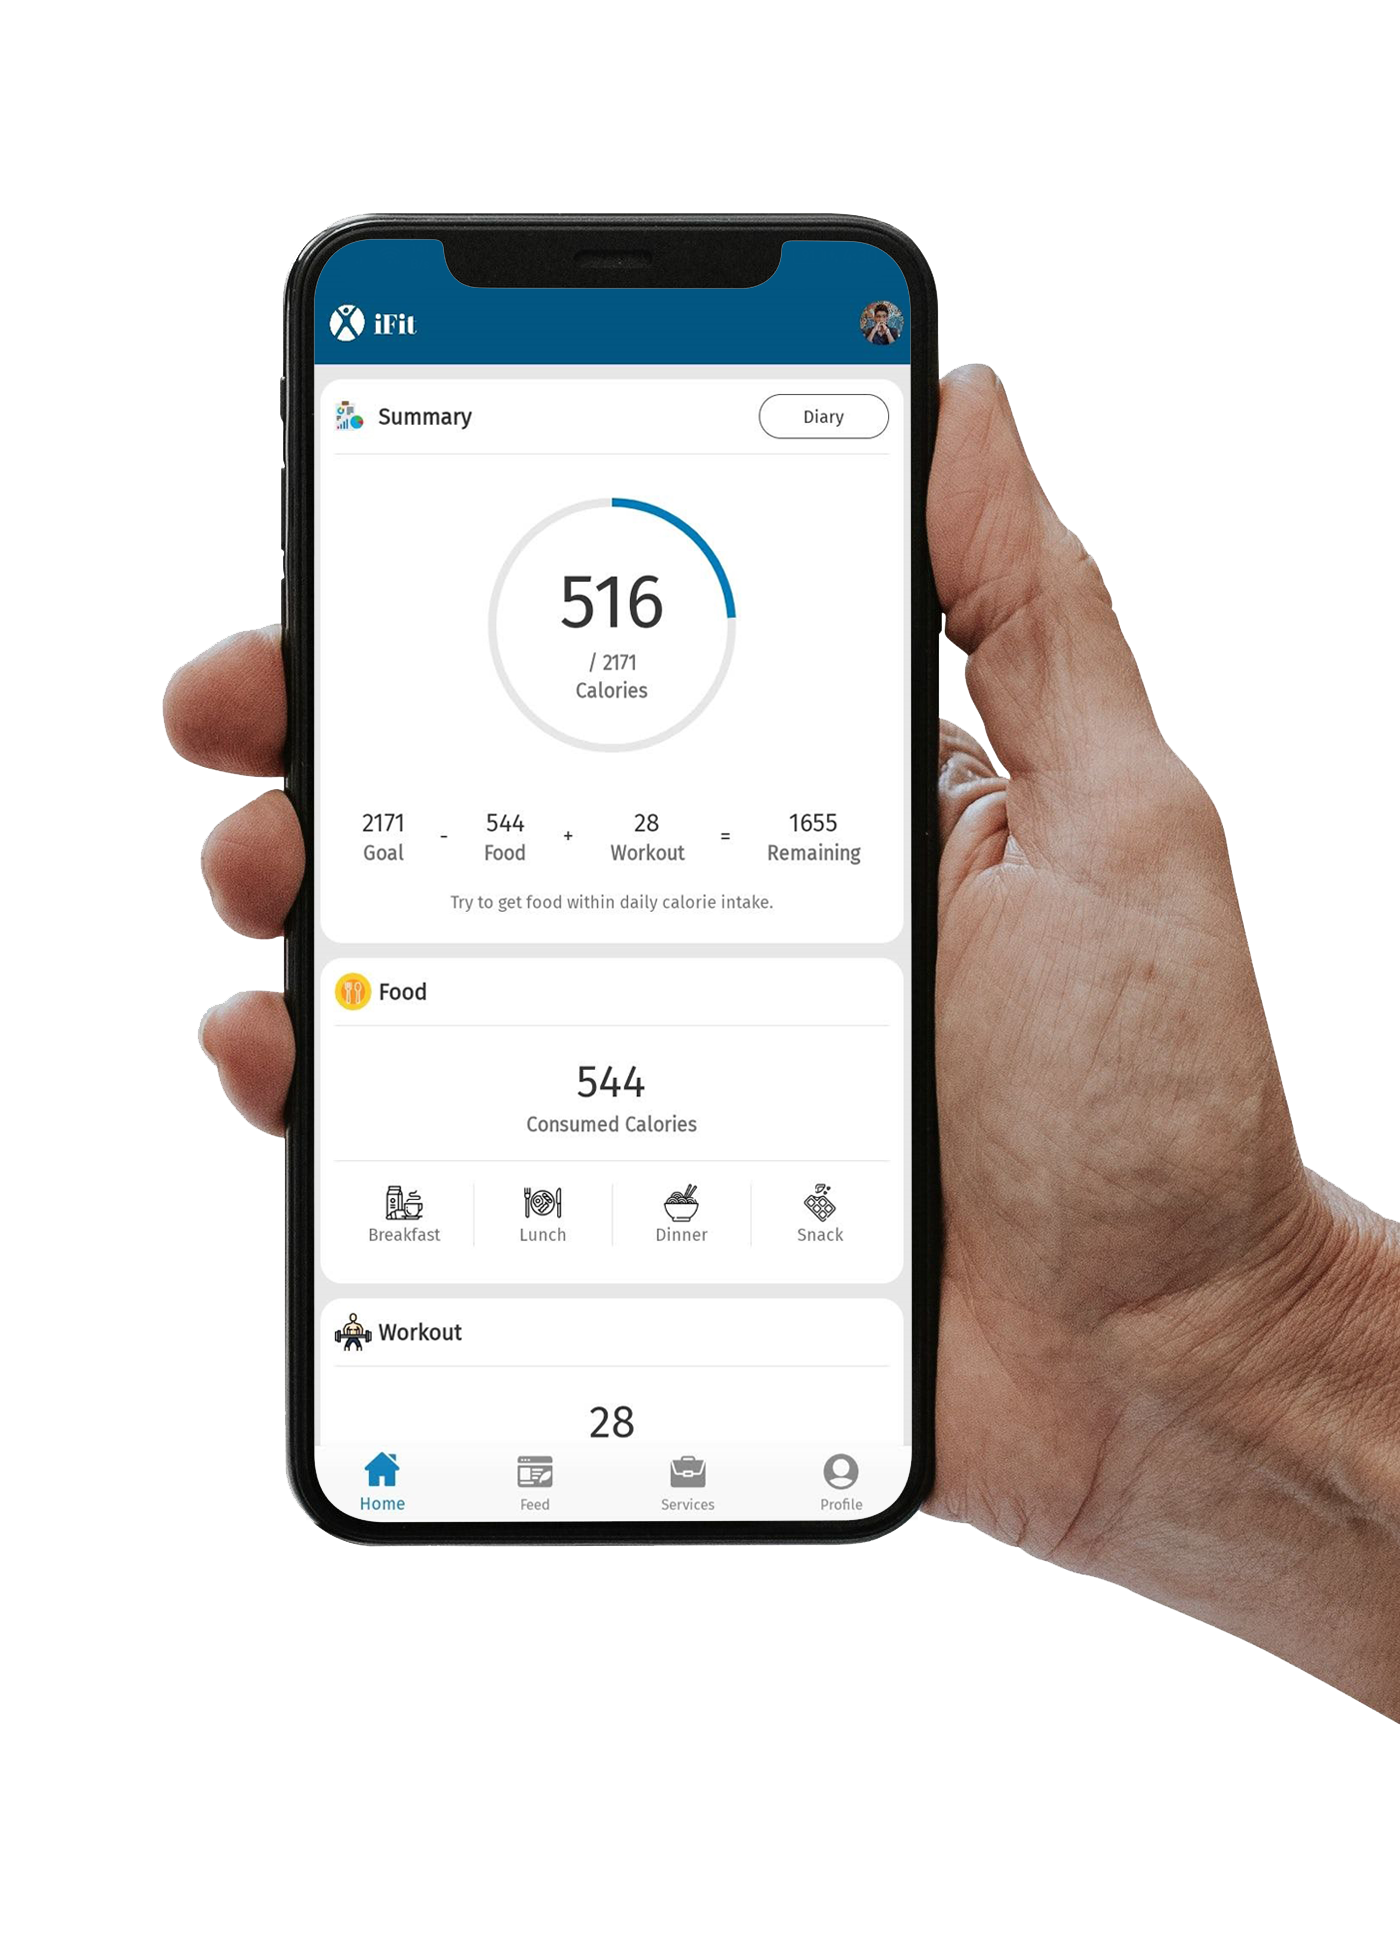 iFit
Summary
Diary
516
/ 2171
Calories
2171 - 544 + 28 = 1655
Goal Food Workout Remaining
Try to get food within daily calorie intake.
Food
544
Consumed Calories
Breakfast Lunch Dinner Snack
Workout
28
Home Feed Services Profile